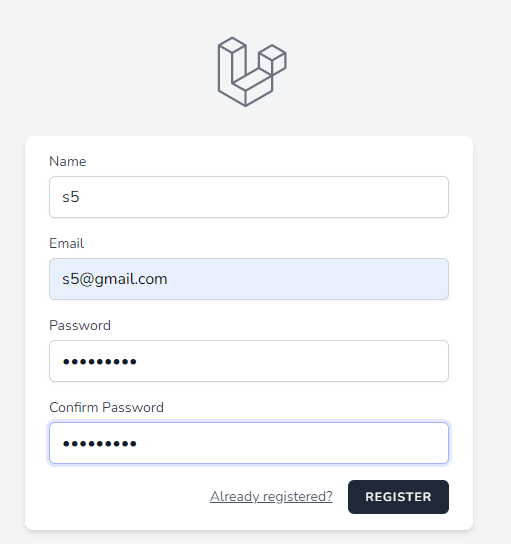 Name
s5
Email
s5@gmail.com
Password
•••••••••
Confirm Password
•••••••••
Already registered? REGISTER